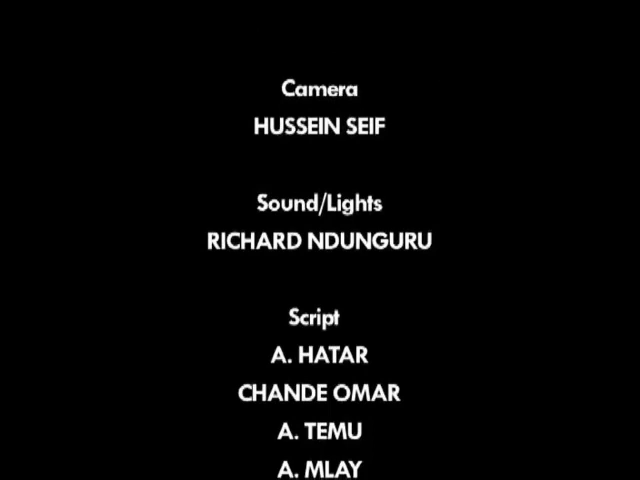 Camera
HUSSEIN SEIF
Sound/Lights
RICHARD NDUNGURU
Script
A. HATAR
CHANDE OMAR
A. TEMU
A. MLAY